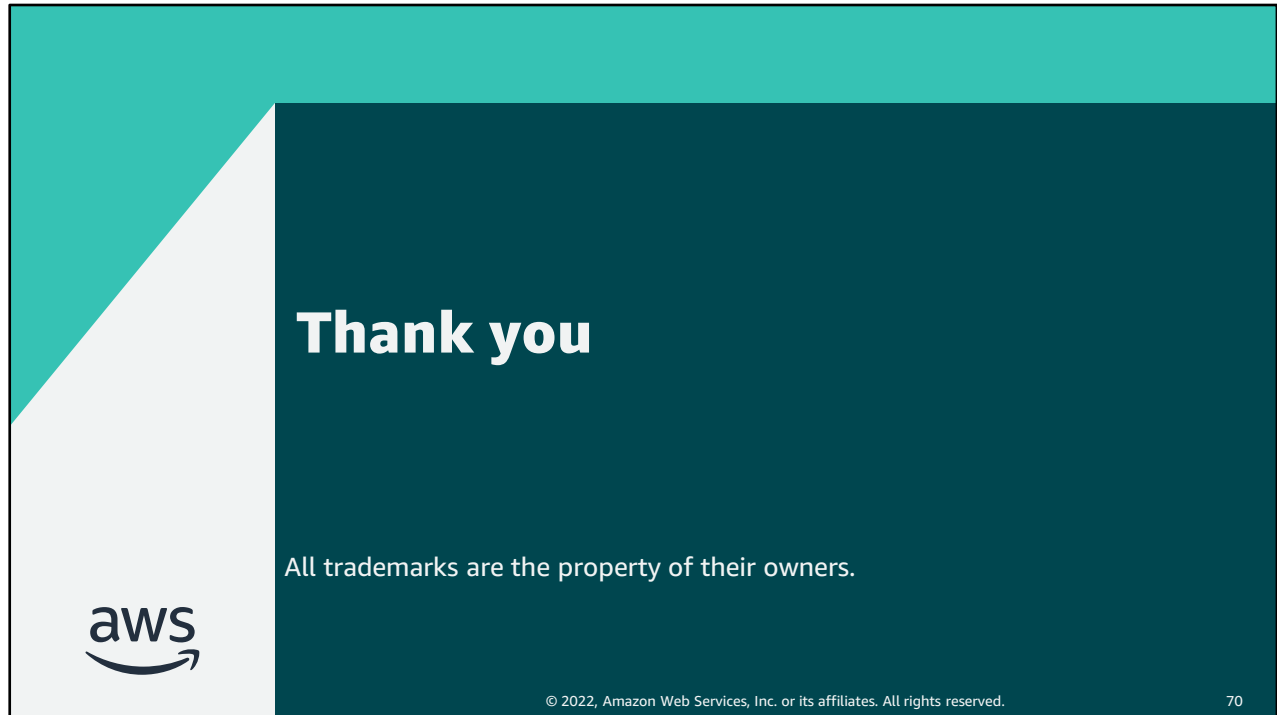 Thank you
All trademarks are the property of their owners.
aws
© 2022, Amazon Web Services, Inc. or its affiliates. All rights reserved.
70